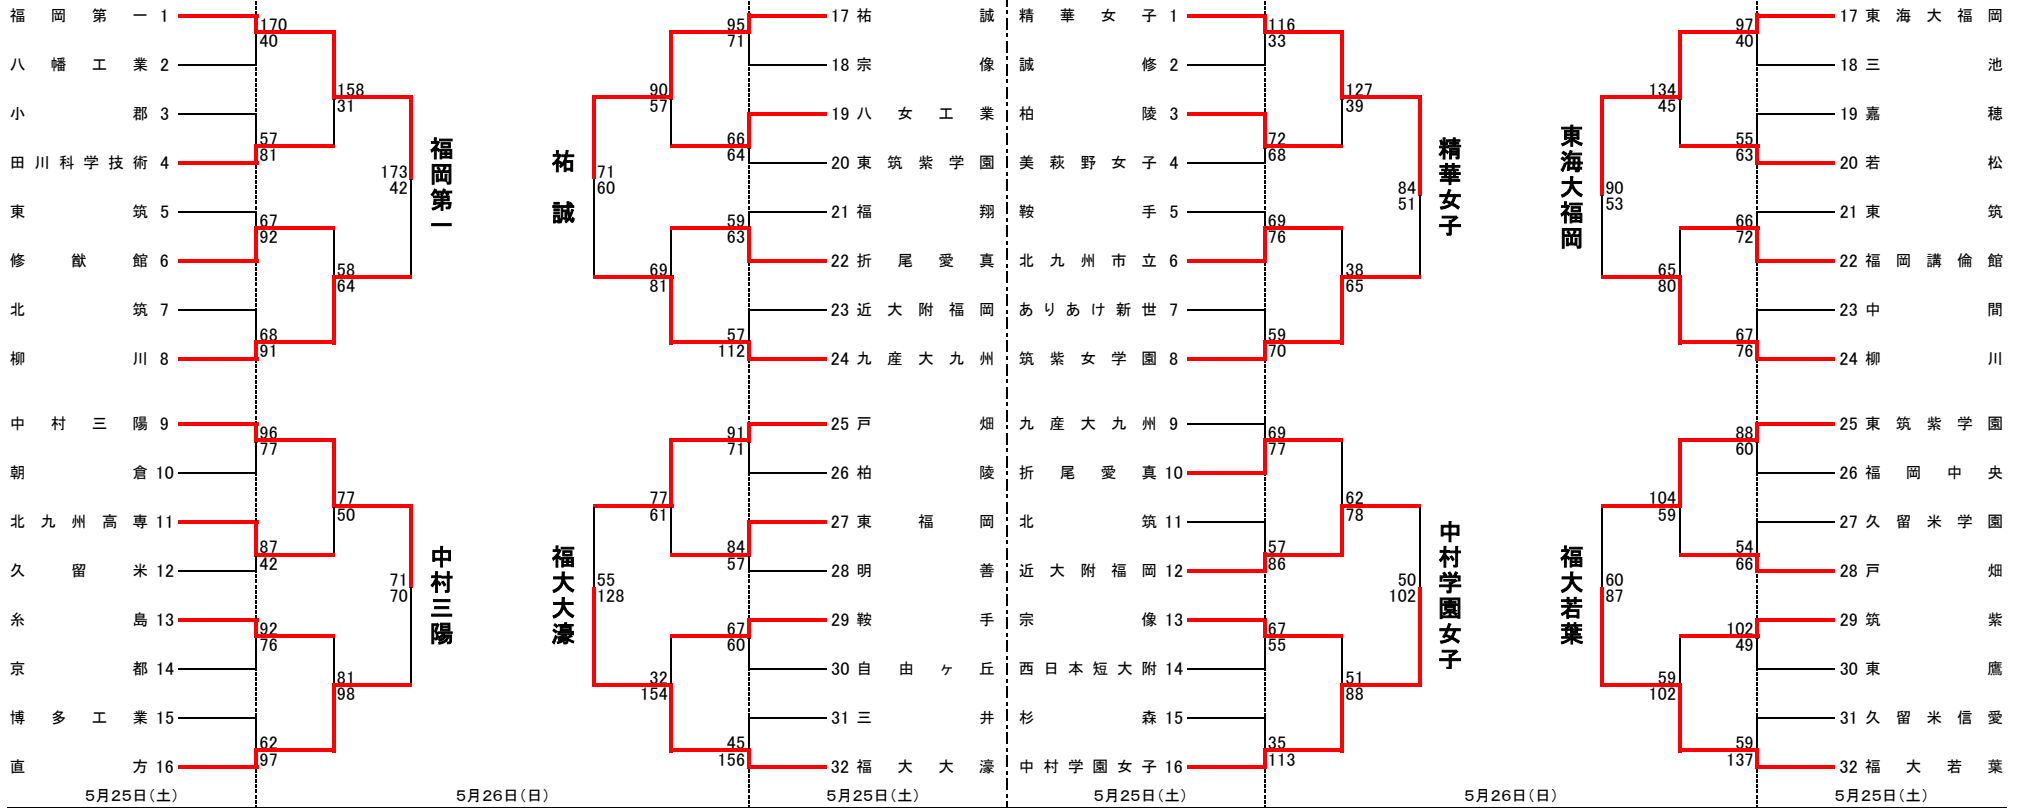 福岡第一 1
八幡工業 2
小郡 3
田川科学技術 4
東筑 5
修猷館 6
北筑 7
柳川 8
中村三陽 9
朝倉 10
北九州高専 11
久留米 12
糸島 13
京都 14
博多工業 15
直方 16
170
40
57
81
67
92
68
91
96
77
87
42
92
76
62
97
158
31
58
64
77
50
81
98
173
42
71
70
福岡第一
中村三陽
祐誠
福大大濠
71
60
55
128
90
57
69
81
77
61
32
154
95
71
66
64
59
63
57
112
91
71
84
57
67
60
45
156
17 祐誠
18 宗像
19 八女工業
20 東筑紫学園
21 福翔
22 折尾愛真
23 近大附福岡
24 九産大九州
25 戸畑
26 柏陵
27 東福岡
28 明善
29 鞍手
30 自由ヶ丘
31 三井
32 福大大濠
5月25日(土)
5月26日(日)
5月25日(土)
精華女子 1
誠修 2
柏陵 3
美萩野女子 4
鞍手 5
北九州市立 6
ありあけ新世 7
筑紫女学園 8
九産大九州 9
折尾愛真 10
北筑 11
近大附福岡 12
宗像 13
西日本短大附 14
杉森 15
中村学園女子 16
116
33
72
68
69
76
59
70
69
77
57
86
67
55
35
113
127
39
38
65
62
78
51
88
84
51
50
102
精華女子
中村学園女子
東海大福岡
福大若葉
90
53
60
87
134
45
65
80
104
59
59
102
97
40
55
63
66
72
67
76
88
60
54
66
102
49
59
137
17 東海大福岡
18 三池
19 嘉穂
20 若松
21 東筑
22 福岡講倫館
23 中間
24 柳川
25 東筑紫学園
26 福岡中央
27 久留米学園
28 戸畑
29 筑紫
30 東鷹
31 久留米信愛
32 福大若葉
5月25日(土)
5月26日(日)
5月25日(土)